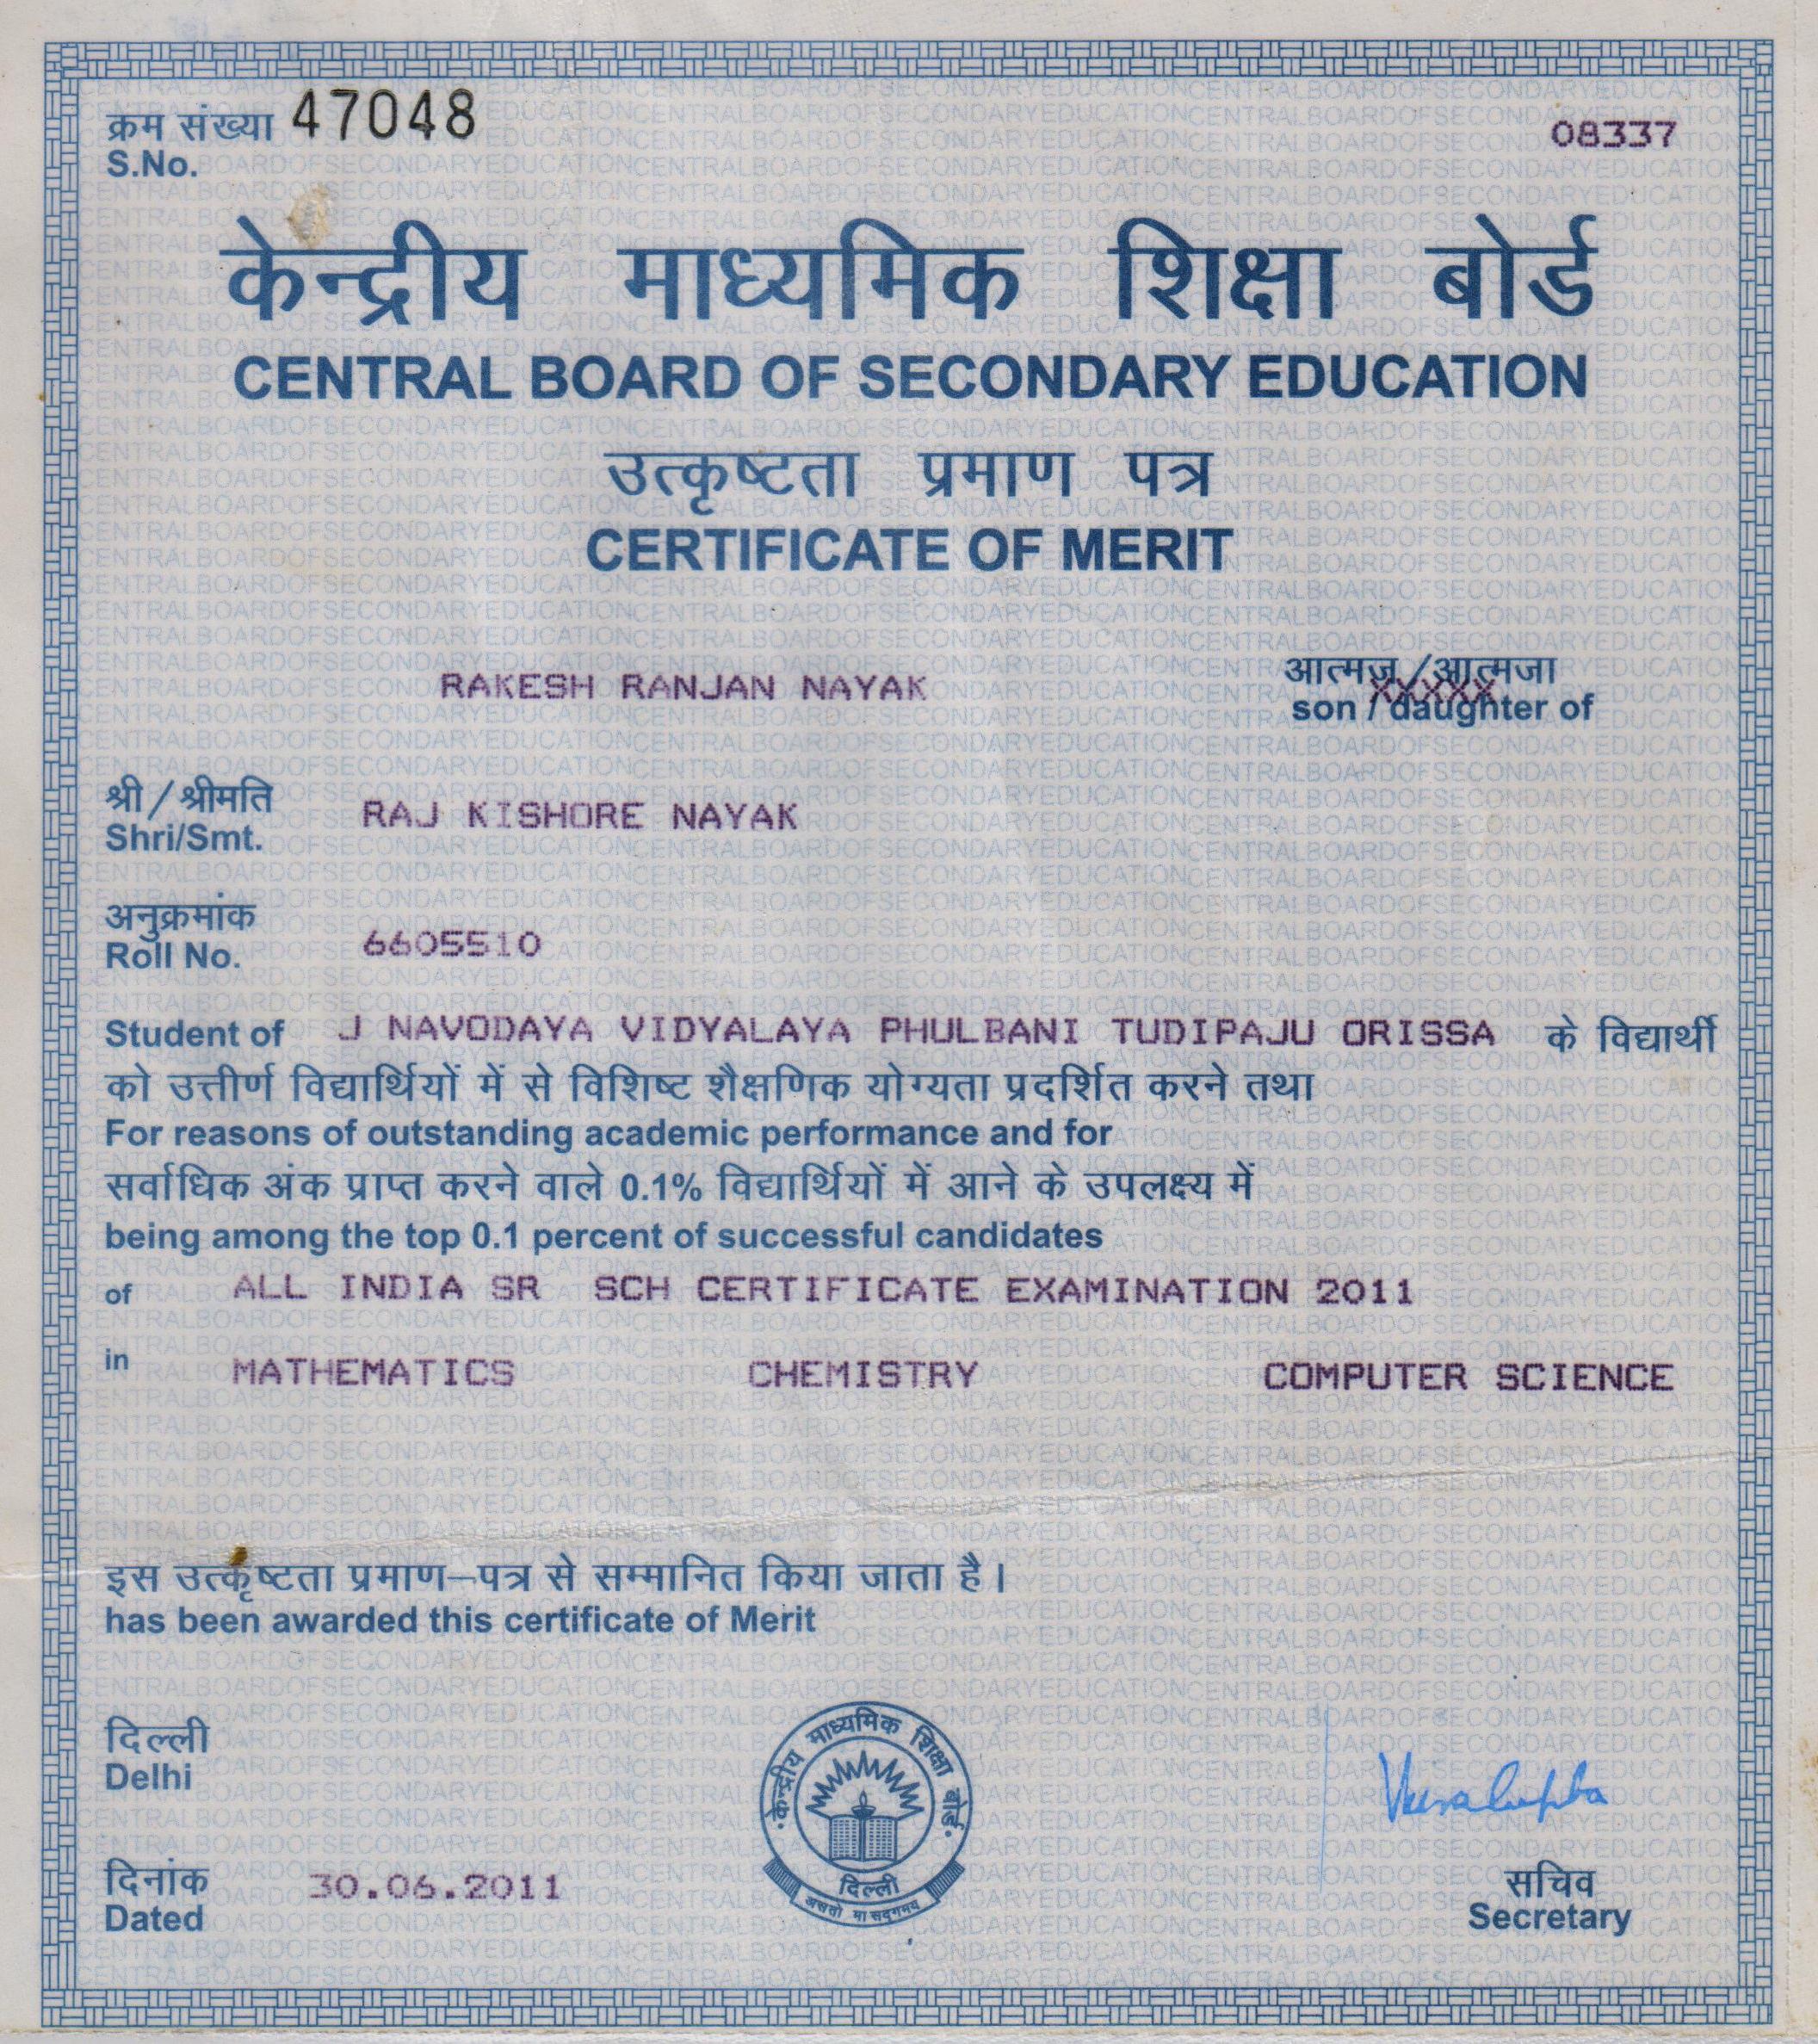 क्रम संख्या 47048
S.No.
08337
केन्द्रीय माध्यमिक शिक्षा बोर्ड
CENTRAL BOARD OF SECONDARY EDUCATION
उत्कृष्टता प्रमाण पत्र
CERTIFICATE OF MERIT
RAKESH RANJAN NAYAK
आत्मज/आत्मजा
son / daughter of
XXXXX
श्री/श्रीमति
Shri/Smt.
RAJ KISHORE NAYAK
अनुक्रमांक
Roll No.
6605510
Student of J NAVODAYA VIDYALAYA PHULBANI TUDIPAJU ORISSA के विद्यार्थी
को उत्तीर्ण विद्यार्थियों में से विशिष्ट शैक्षणिक योग्यता प्रदर्शित करने तथा
For reasons of outstanding academic performance and for
सर्वाधिक अंक प्राप्त करने वाले 0.1% विद्यार्थियों में आने के उपलक्ष्य में
being among the top 0.1 percent of successful candidates
of ALL INDIA SR SCH CERTIFICATE EXAMINATION 2011
in MATHEMATICS CHEMISTRY COMPUTER SCIENCE
इस उत्कृष्टता प्रमाण–पत्र से सम्मानित किया जाता है।
has been awarded this certificate of Merit
दिल्ली
Delhi
केन्द्रीय माध्यमिक शिक्षा बोर्ड
दिल्ली
असतो मा सद्गमय
Veena Gupta
दिनांक
Dated
30.06.2011
सचिव
Secretary